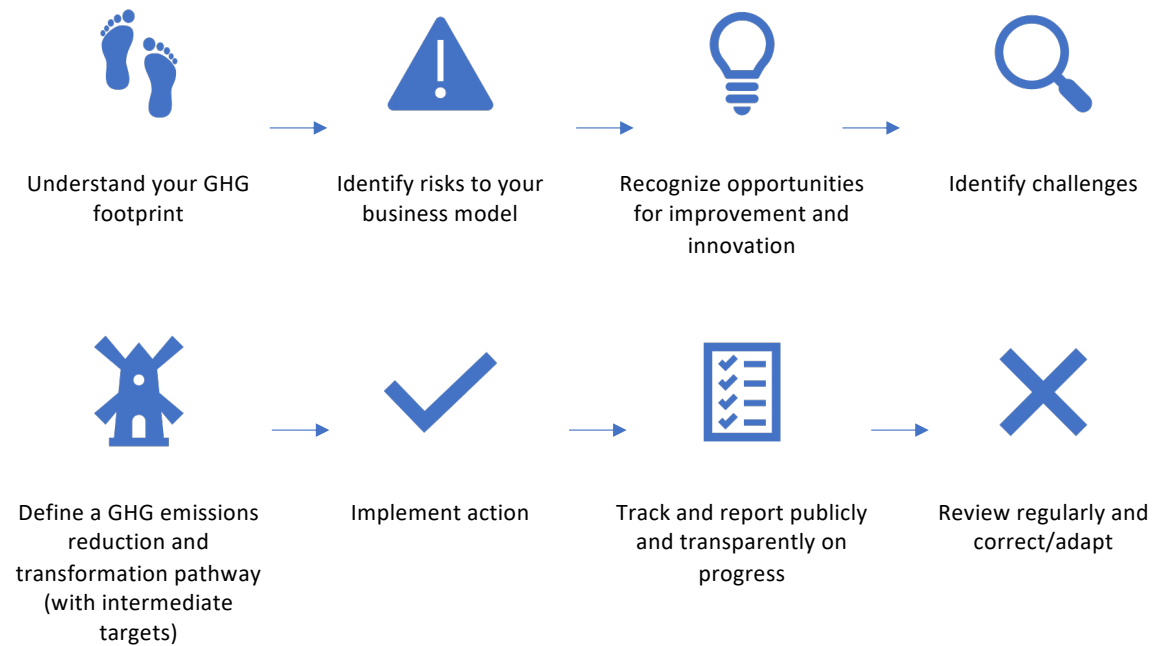 Understand your GHG
footprint
Identify risks to your
business model
Recognize opportunities
for improvement and
innovation
Identify challenges
Define a GHG emissions
reduction and
transformation pathway
(with intermediate
targets)
Implement action
Track and report publicly
and transparently on
progress
Review regularly and
correct/adapt